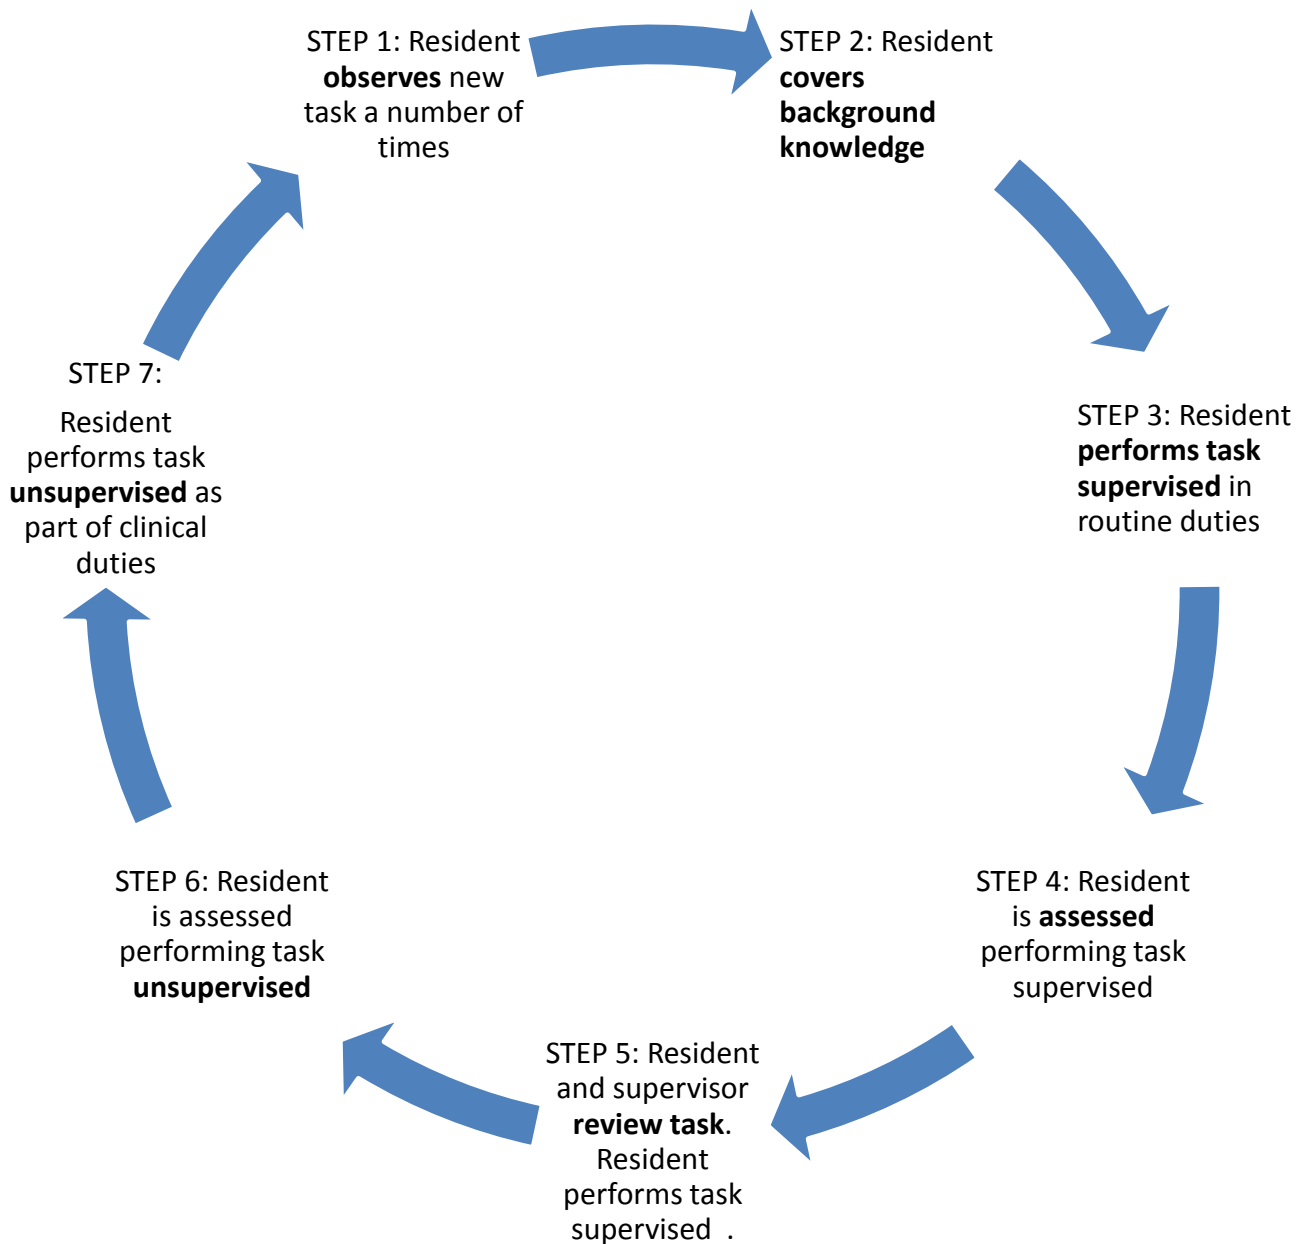 STEP 1: Resident
observes new
task a number of
times
STEP 2: Resident
covers
background
knowledge
STEP 3: Resident
performs task
supervised in
routine duties
STEP 4: Resident
is assessed
performing task
supervised
STEP 5: Resident
and supervisor
review task.
Resident
performs task
supervised .
STEP 6: Resident
is assessed
performing task
unsupervised
STEP 7:
Resident
performs task
unsupervised as
part of clinical
duties